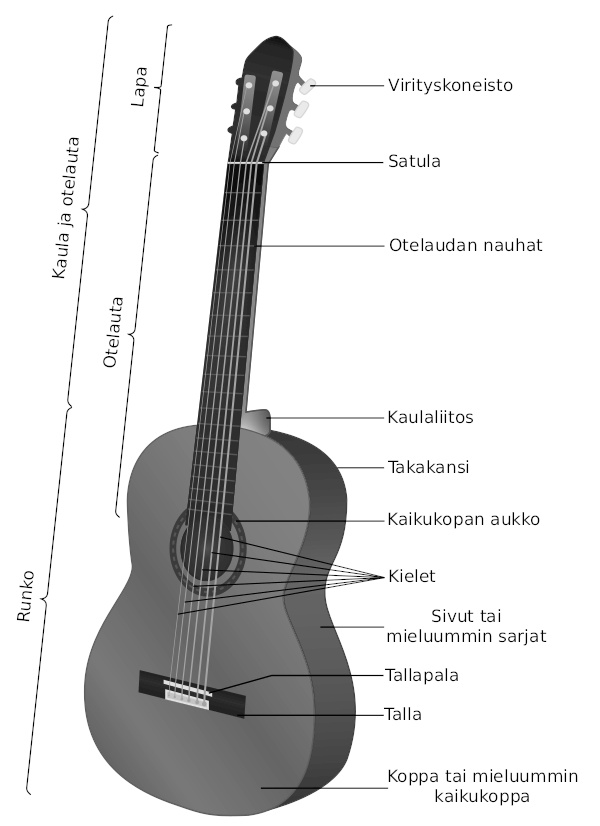 Lapa
Kaula ja otelauta
Otelauta
Runko
Virityskoneisto
Satula
Otelaudan nauhat
Kaulaliitos
Takakansi
Kaikukopan aukko
Kielet
Sivut tai
mieluummin sarjat
Tallapala
Talla
Koppa tai mieluummin
kaikukoppa